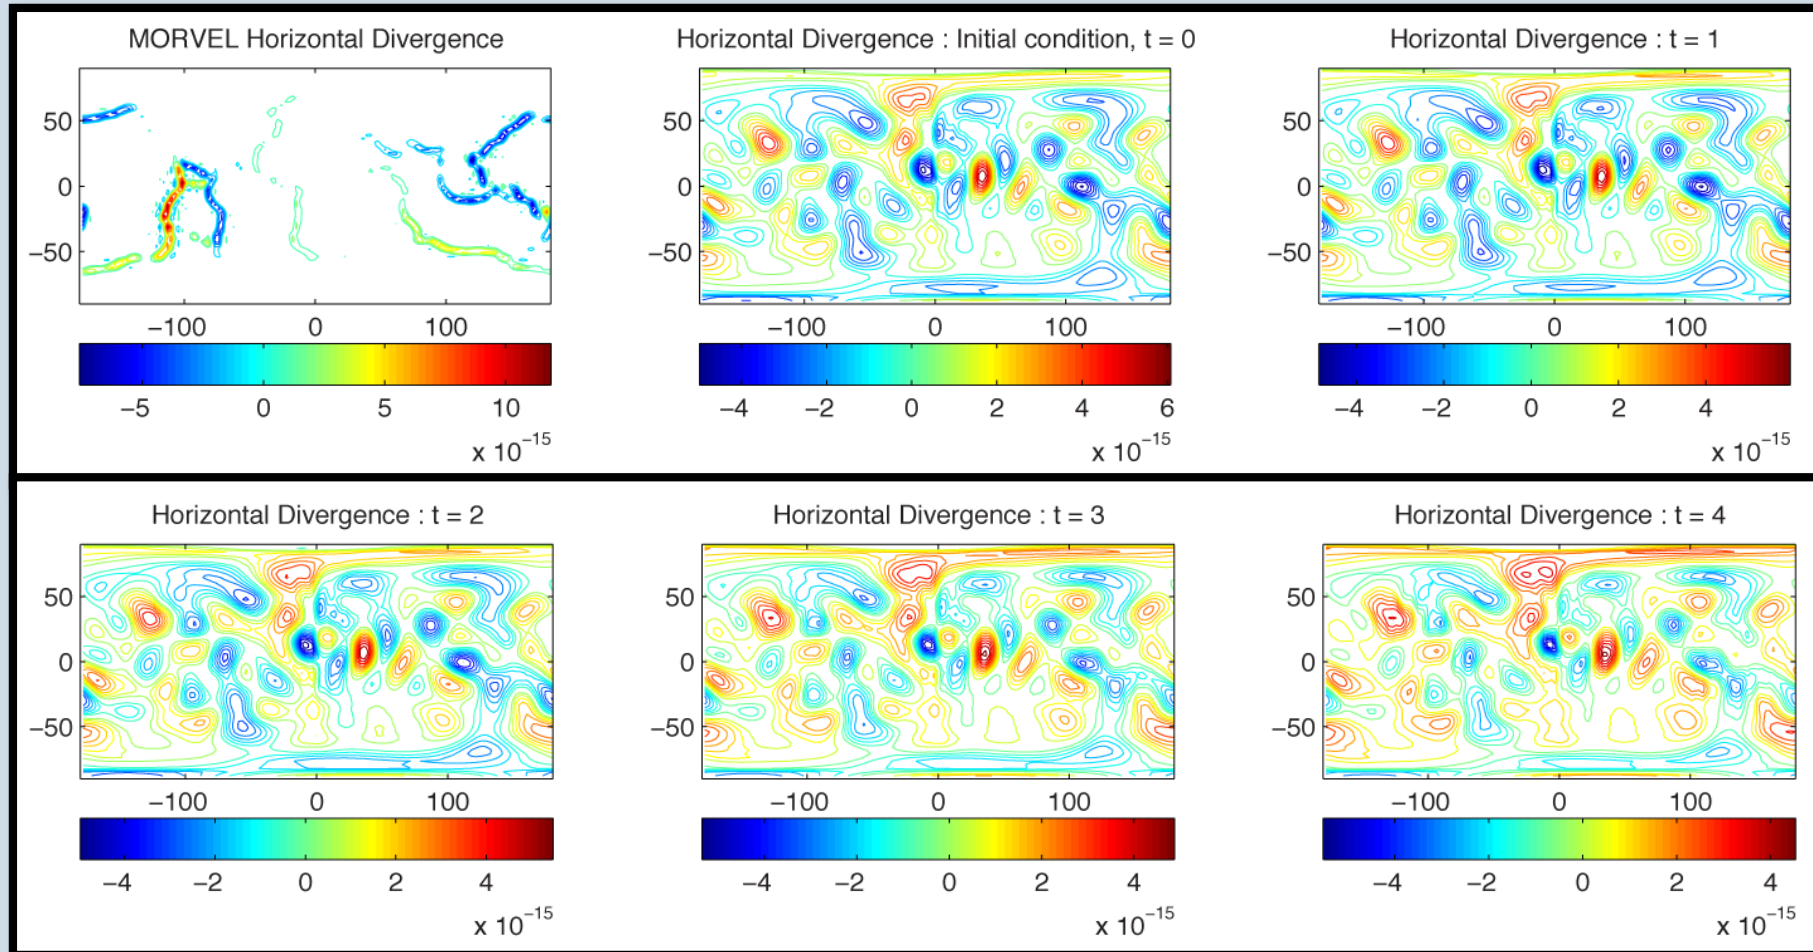 MORVEL Horizontal Divergence
50
0
−50
−100 0 100
−5 0 5 10
x 10−15
Horizontal Divergence : Initial condition, t = 0
50
0
−50
−100 0 100
−4 −2 0 2 4 6
x 10−15
Horizontal Divergence : t = 1
50
0
−50
−100 0 100
−4 −2 0 2 4
x 10−15
Horizontal Divergence : t = 2
50
0
−50
−100 0 100
−4 −2 0 2 4
x 10−15
Horizontal Divergence : t = 3
50
0
−50
−100 0 100
−4 −2 0 2 4
x 10−15
Horizontal Divergence : t = 4
50
0
−50
−100 0 100
−4 −2 0 2 4
x 10−15